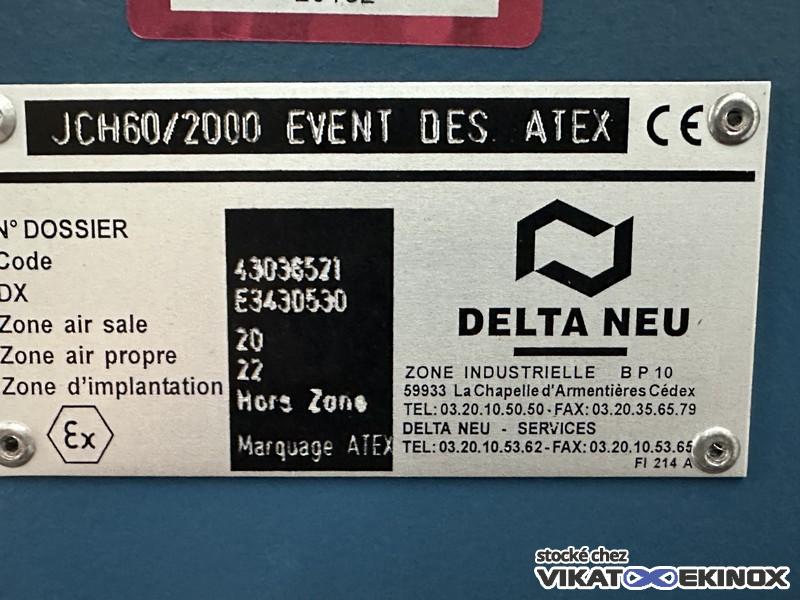 JCH60/2000 EVENT DES. ATEX CE
N° DOSSIER
Code 43036521
DX E3430530
Zone air sale 20
Zone air propre 22
Zone d'implantation Hors Zone
Ex Marquage ATEX
DELTA NEU
ZONE INDUSTRIELLE B P 10
59933 La Chapelle d'Armentières Cédex
TEL: 03.20.10.50.50 - FAX: 03.20.35.65.79
DELTA NEU - SERVICES
TEL: 03.20.10.53.62 - FAX: 03.20.10.53.65
FI 214 A
stocké chez
VIKATOO EKINOX